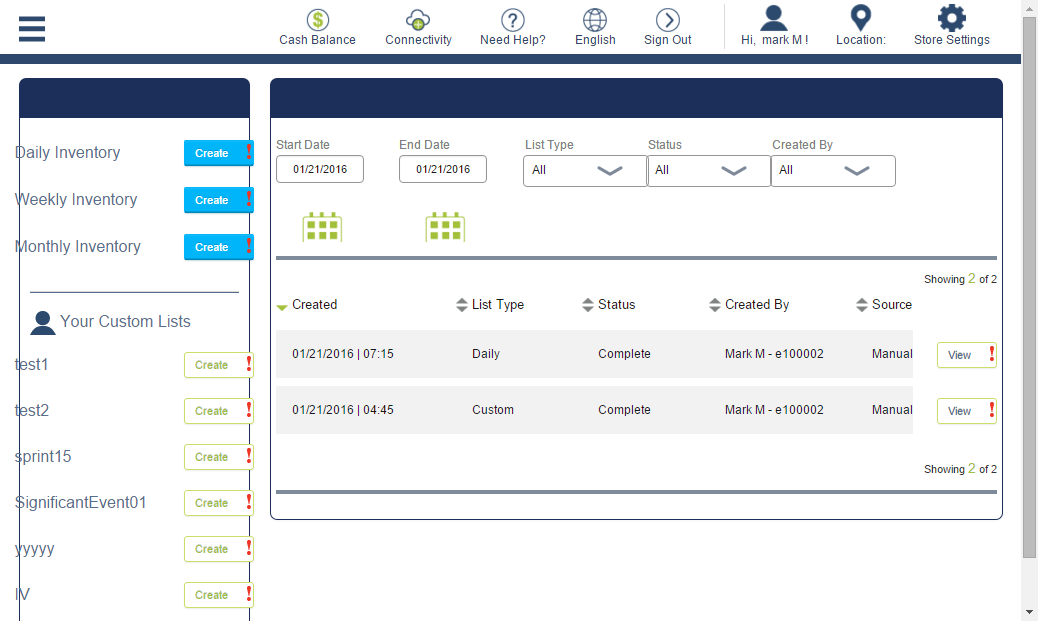 $
?
Cash Balance Connectivity Need Help? English Sign Out Hi, mark M ! Location: Store Settings
Daily Inventory Create !
Weekly Inventory Create !
Monthly Inventory Create !
Your Custom Lists
test1 Create !
test2 Create !
sprint15 Create !
SignificantEvent01 Create !
yyyyy Create !
IV Create !
Start Date End Date List Type Status Created By
01/21/2016 01/21/2016 All All All
Showing 2 of 2
Created List Type Status Created By Source
01/21/2016 | 07:15 Daily Complete Mark M - e100002 Manual View !
01/21/2016 | 04:45 Custom Complete Mark M - e100002 Manual View !
Showing 2 of 2